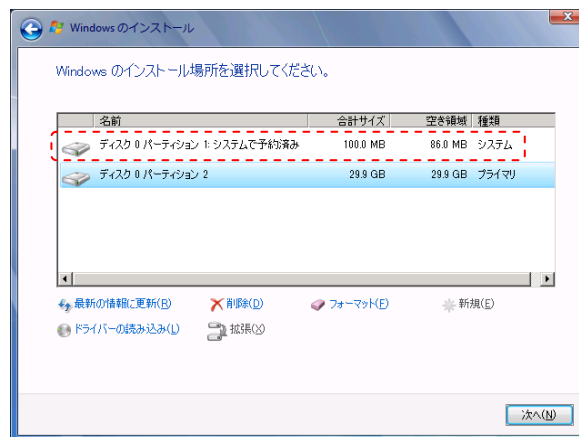 Windows のインストール
Windows のインストール場所を選択してください。
名前 合計サイズ 空き領域 種類
ディスク 0 パーティション 1: システムで予約済み 100.0 MB 86.0 MB システム
ディスク 0 パーティション 2 29.9 GB 29.9 GB プライマリ
最新の情報に更新(R) 削除(D) フォーマット(F) 新規(E)
ドライバーの読み込み(L) 拡張(X)
次へ(N)